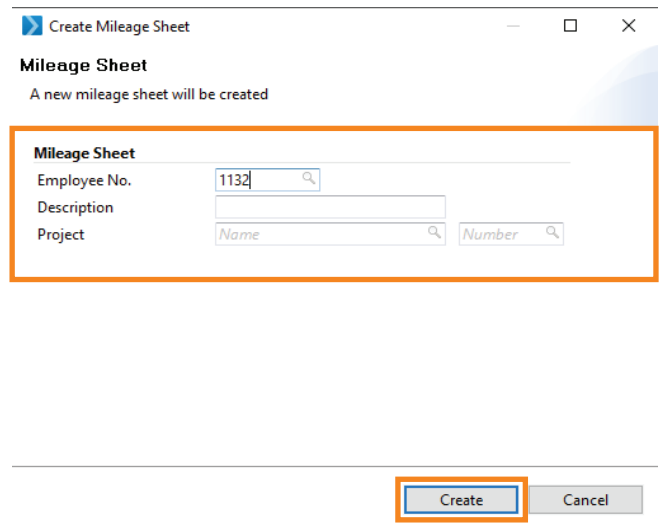 Create Mileage Sheet
Mileage Sheet
A new mileage sheet will be created
Mileage Sheet
Employee No. 1132
Description
Project Name Number
Create Cancel